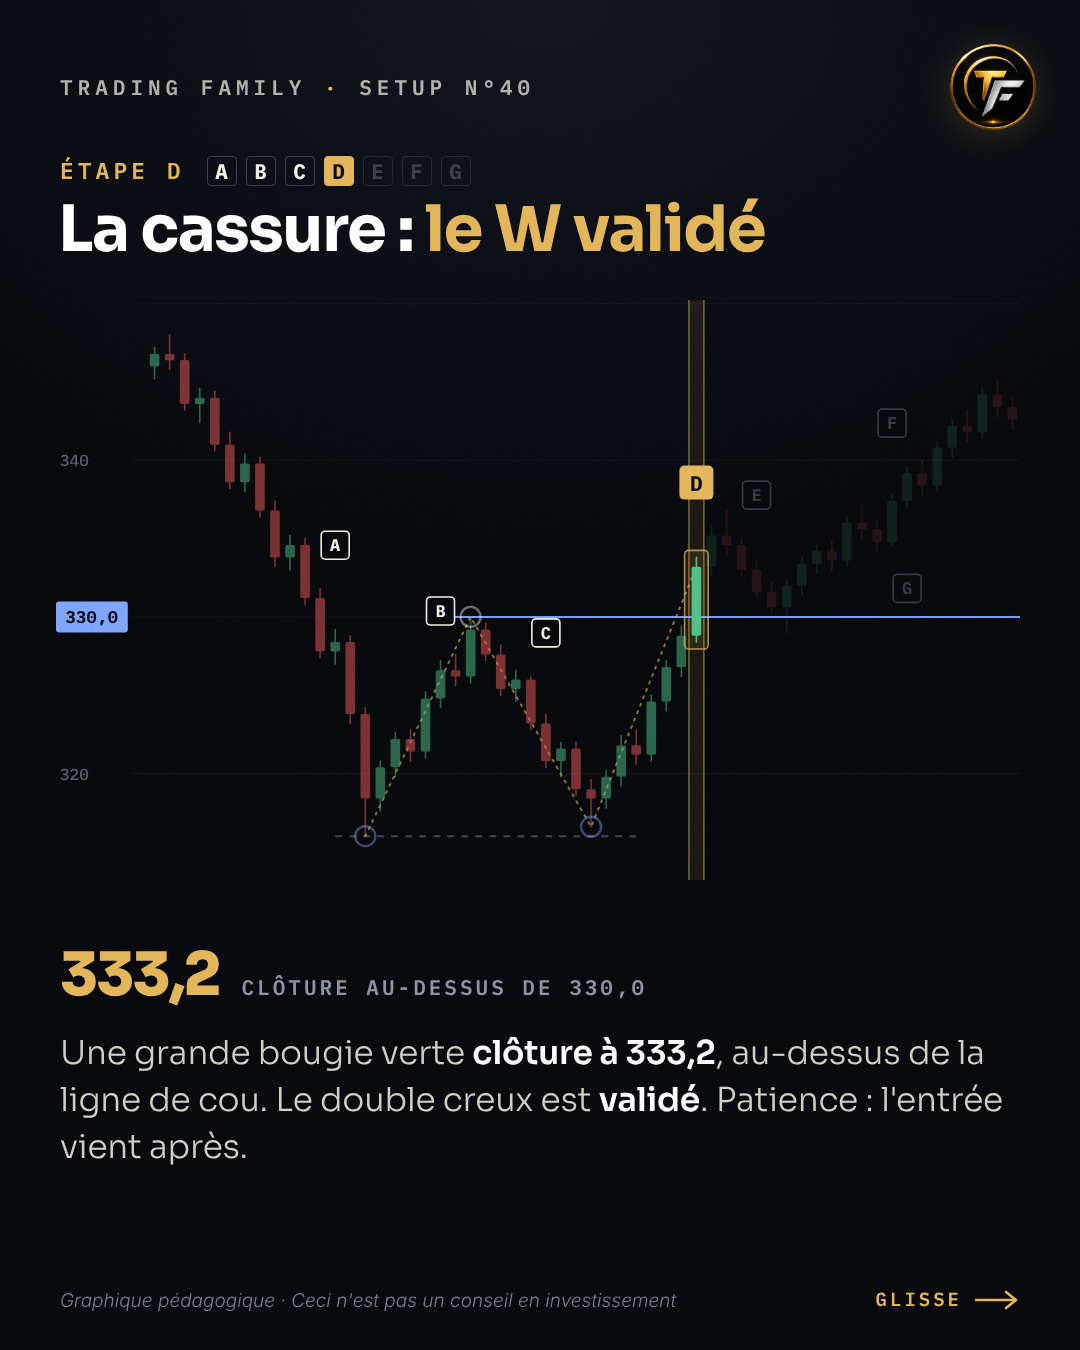 TRADING FAMILY · SETUP N°40
TF
ÉTAPE D A B C D E F G
La cassure : le W validé
F
340
D
E
A
G
330,0
B
C
320
333,2 CLÔTURE AU-DESSUS DE 330,0
Une grande bougie verte clôture à 333,2, au-dessus de la
ligne de cou. Le double creux est validé. Patience : l'entrée
vient après.
Graphique pédagogique · Ceci n'est pas un conseil en investissement
GLISSE →